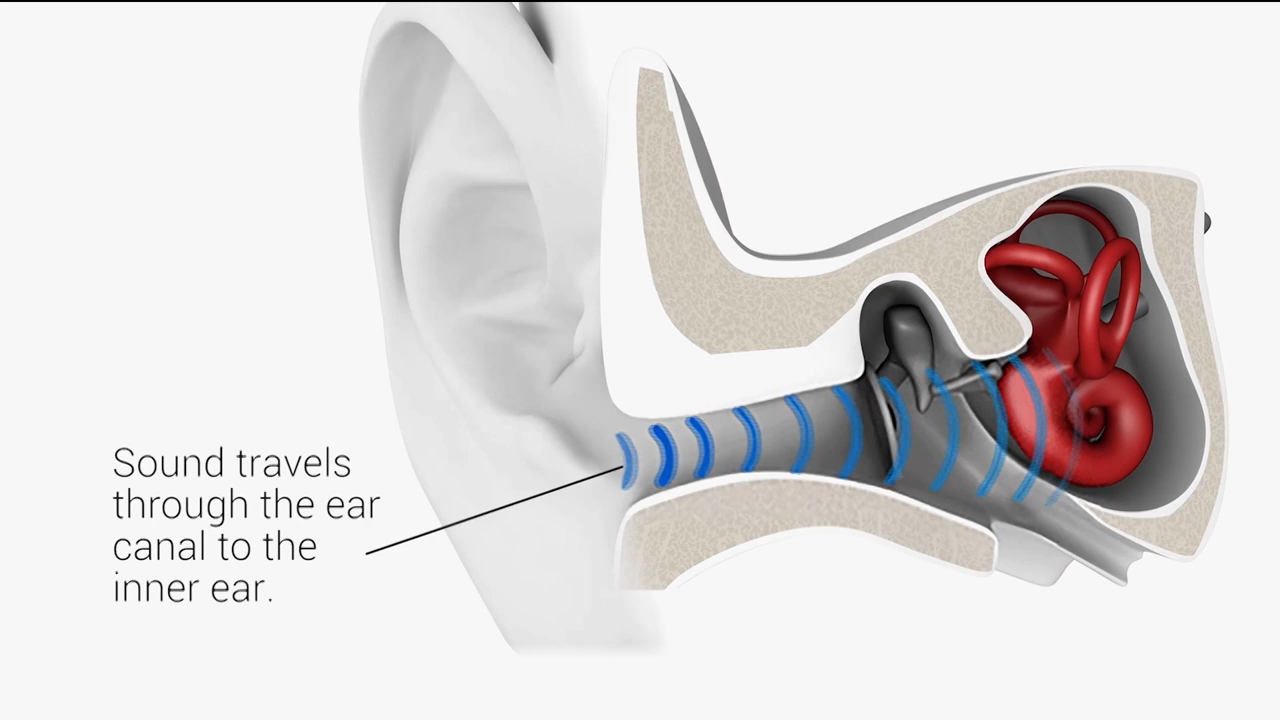 Sound travels
through the ear
canal to the
inner ear.